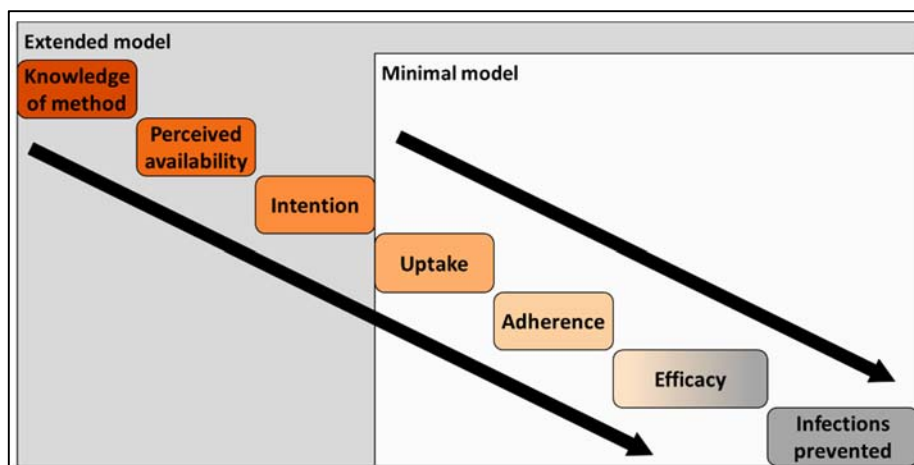 Extended model
Knowledge
of method
Minimal model
Perceived
availability
Intention
Uptake
Adherence
Efficacy
Infections
prevented